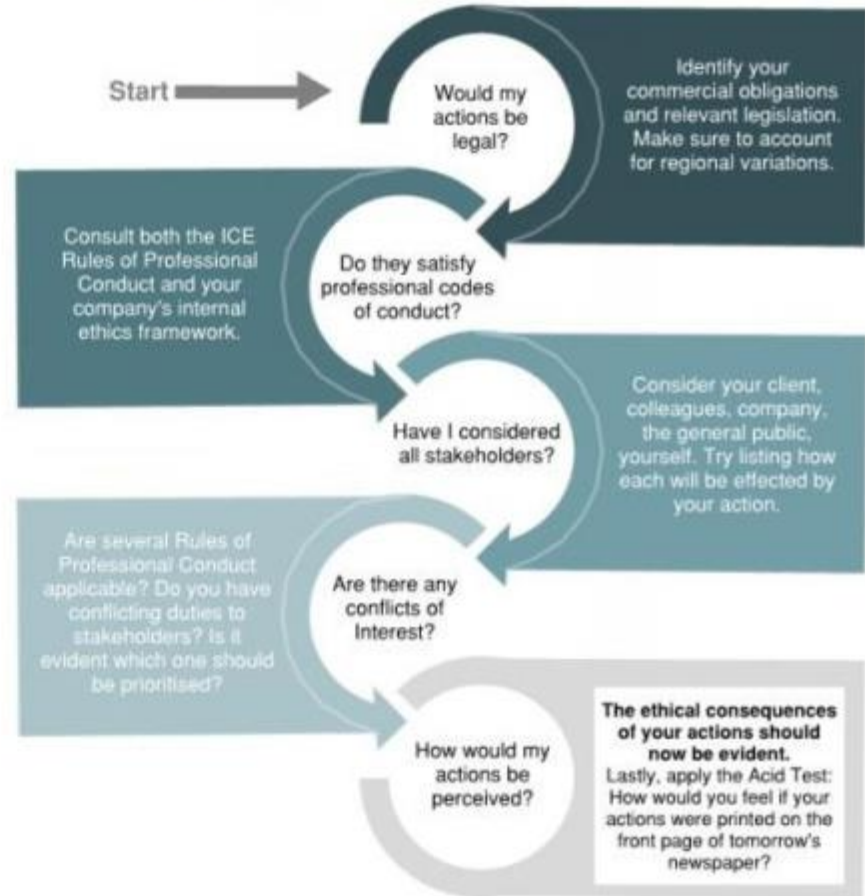 Start
Would my
actions be
legal?
Identify your
commercial obligations
and relevant legislation.
Make sure to account
for regional variations.
Consult both the ICE
Rules of Professional
Conduct and your
company's internal
ethics framework.
Do they satisfy
professional codes
of conduct?
Have I considered
all stakeholders?
Consider your client,
colleagues, company,
the general public,
yourself. Try listing how
each will be effected by
your action.
Are several Rules of
Professional Conduct
applicable? Do you have
conflicting duties to
stakeholders? Is it
evident which one should
be prioritised?
Are there any
conflicts of
Interest?
How would my
actions be
perceived?
The ethical consequences
of your actions should
now be evident.
Lastly, apply the Acid Test:
How would you feel if your
actions were printed on the
front page of tomorrow's
newspaper?